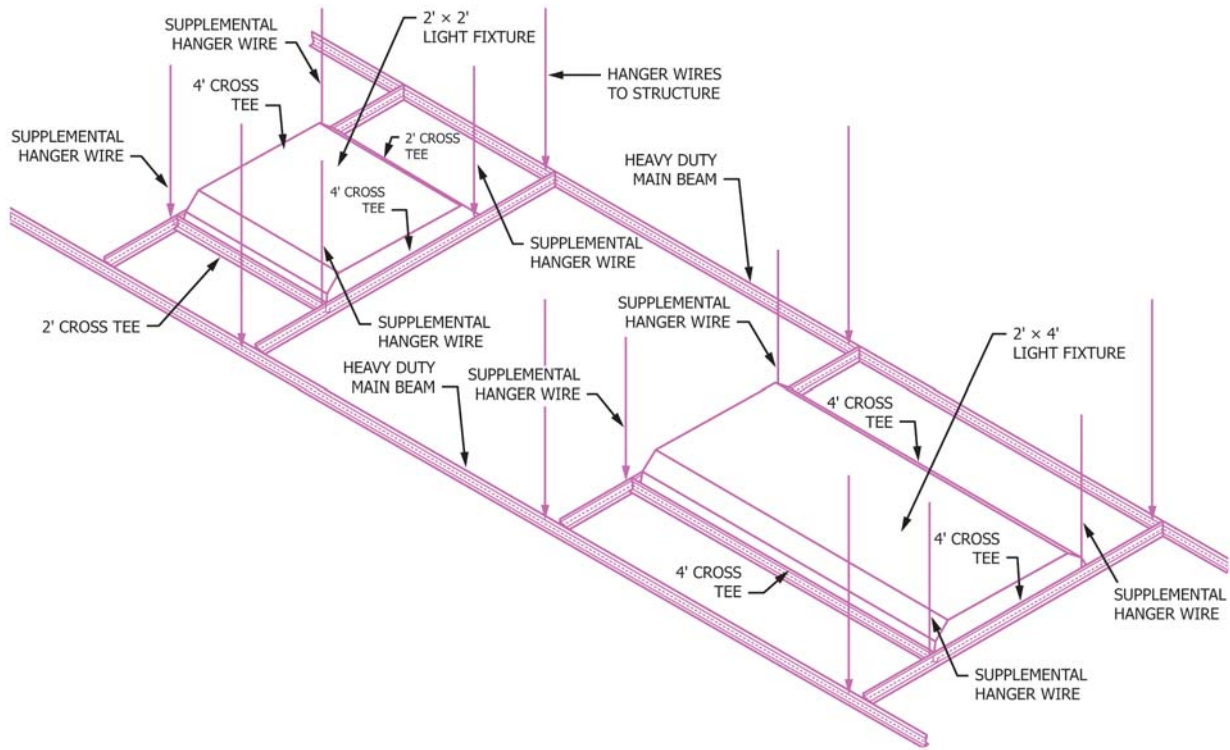 SUPPLEMENTAL
HANGER WIRE
2' × 2'
LIGHT FIXTURE
HANGER WIRES
TO STRUCTURE
4' CROSS
TEE
SUPPLEMENTAL
HANGER WIRE
2' CROSS
TEE
HEAVY DUTY
MAIN BEAM
4' CROSS
TEE
SUPPLEMENTAL
HANGER WIRE
2' CROSS TEE
SUPPLEMENTAL
HANGER WIRE
SUPPLEMENTAL
HANGER WIRE
2' × 4'
LIGHT FIXTURE
HEAVY DUTY
MAIN BEAM
SUPPLEMENTAL
HANGER WIRE
4' CROSS
TEE
4' CROSS
TEE
4' CROSS
TEE
SUPPLEMENTAL
HANGER WIRE
SUPPLEMENTAL
HANGER WIRE